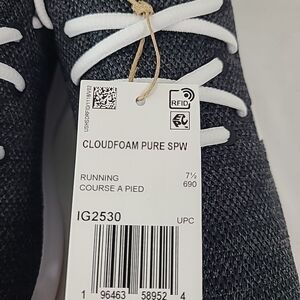 RFID
CLOUDFOAM PURE SPW
RUNNING
COURSE A PIED
7½
690
IG2530
UPC
1 96463 58952 4